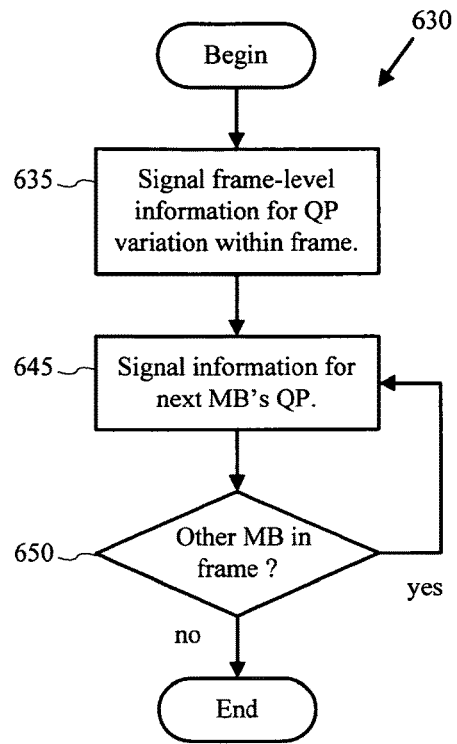 630
Begin
635
Signal frame-level
information for QP
variation within frame.
645
Signal information for
next MB's QP.
650
Other MB in
frame ?
yes
no
End